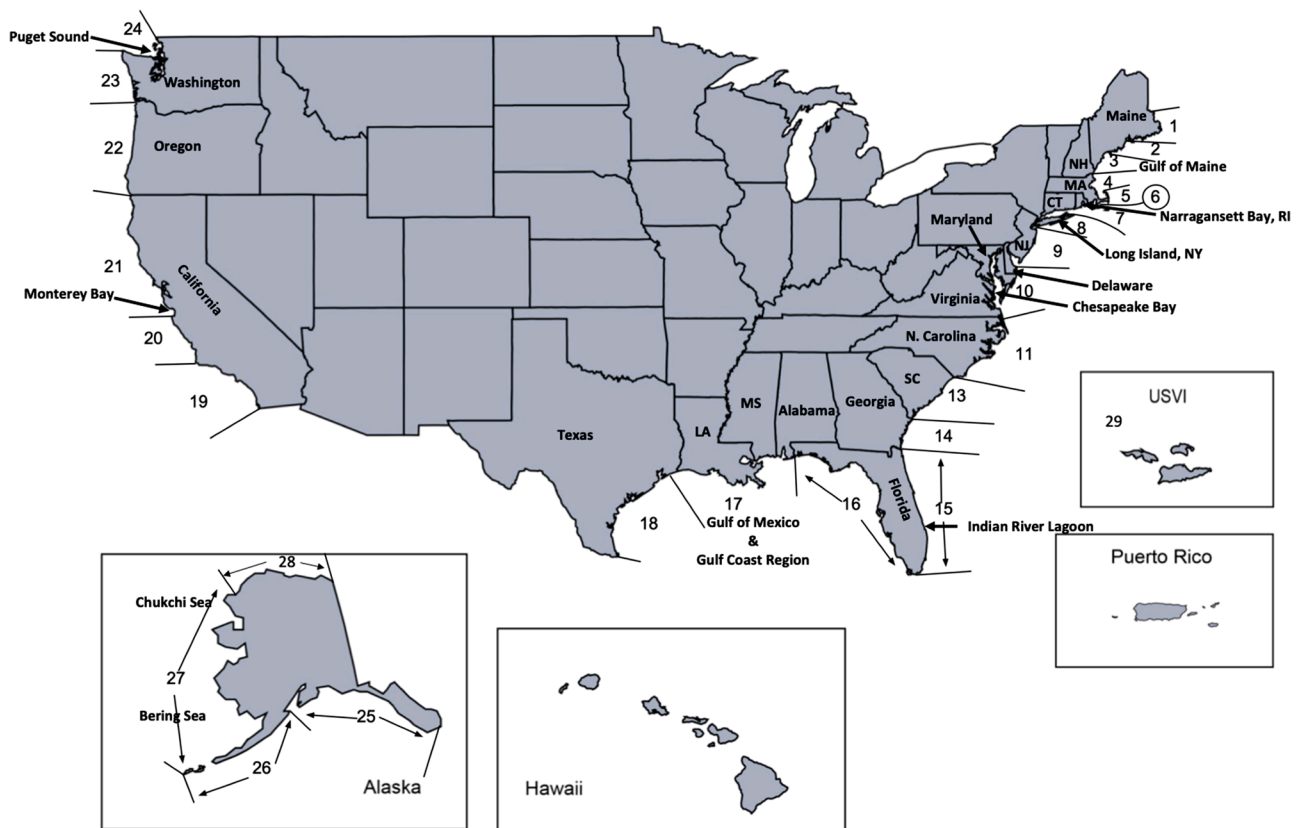 24
Puget Sound
23
Washington
22
Oregon
21
California
Monterey Bay
20
19
Maine
1
2
NH
3
Gulf of Maine
MA
4
CT
5
6
Narragansett Bay, RI
7
8
Long Island, NY
Maryland
NJ
9
Delaware
10
Virginia
Chesapeake Bay
N. Carolina
11
SC
13
MS
Alabama
Georgia
14
Texas
LA
Florida
15
16
17
18
Gulf of Mexico
&
Gulf Coast Region
Indian River Lagoon
USVI
29
Puerto Rico
28
Chukchi Sea
27
Bering Sea
25
26
Alaska
Hawaii